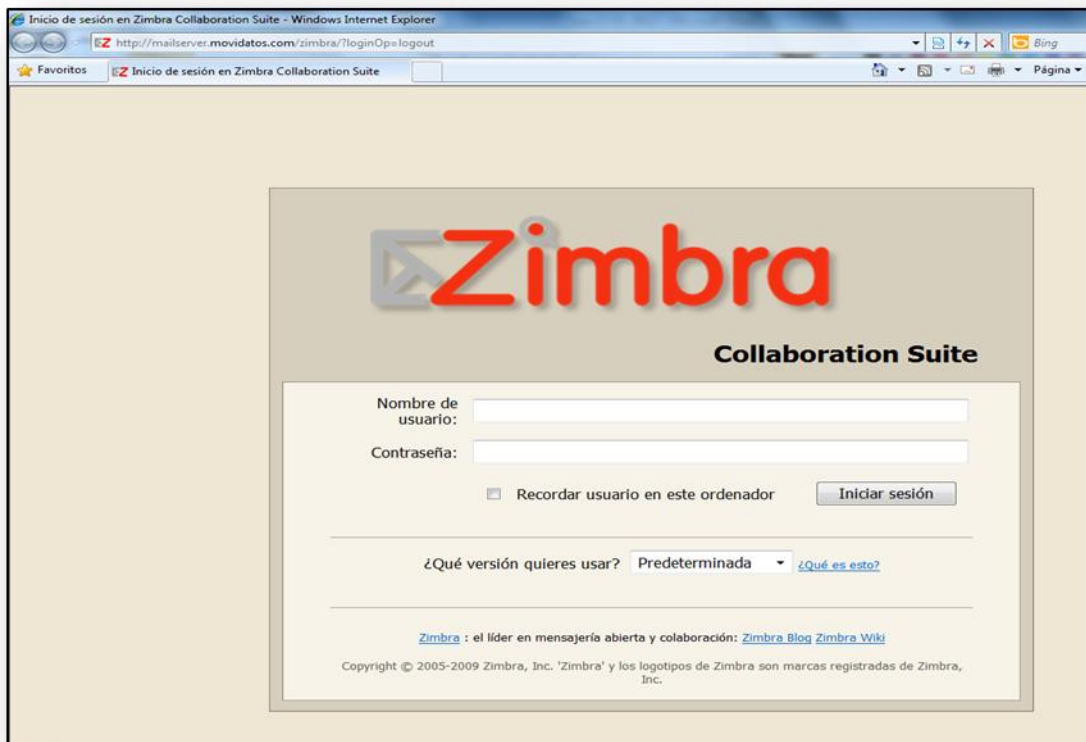 Inicio de sesión en Zimbra Collaboration Suite - Windows Internet Explorer
http://mailserver.movidatos.com/zimbra/?loginOp=logout
Bing
Favoritos
Inicio de sesión en Zimbra Collaboration Suite
Página
Zimbra
Collaboration Suite
Nombre de
usuario:
Contraseña:
Recordar usuario en este ordenador
Iniciar sesión
¿Qué versión quieres usar? Predeterminada ¿Qué es esto?
Zimbra : el líder en mensajería abierta y colaboración: Zimbra Blog Zimbra Wiki
Copyright © 2005-2009 Zimbra, Inc. 'Zimbra' y los logotipos de Zimbra son marcas registradas de Zimbra,
Inc.